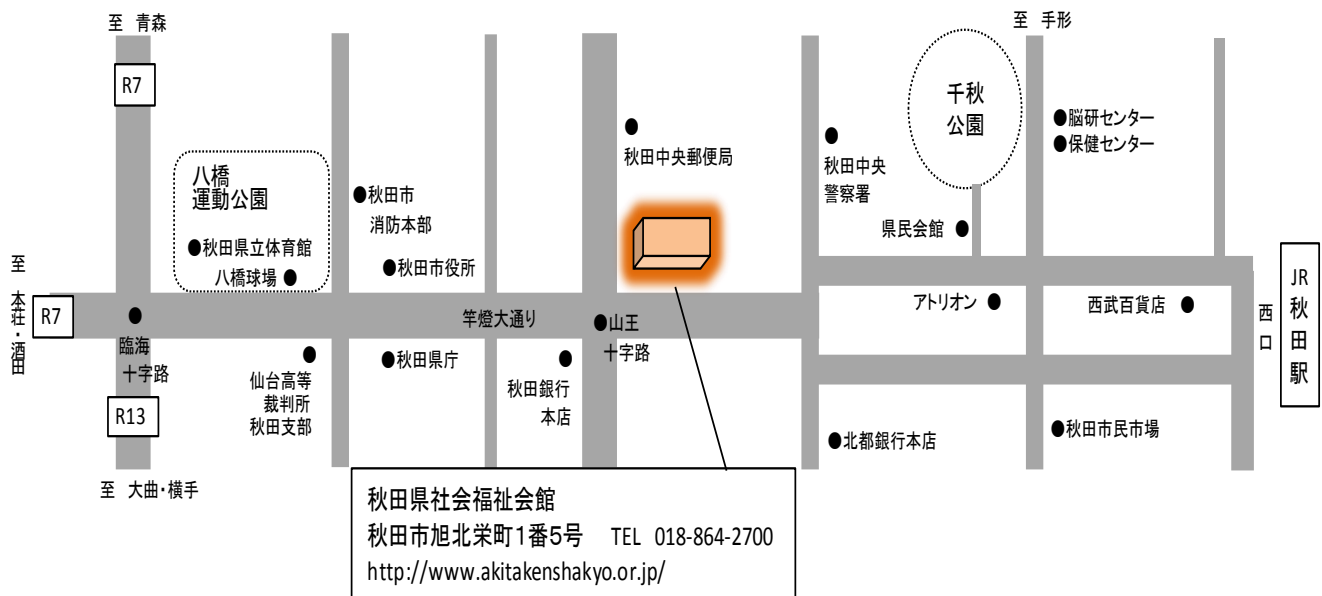 至 青森
至 手形
R7
千秋
公園
●脳研センター
●保健センター
秋田中央郵便局
秋田中央
警察署
八橋
運動公園
●秋田市
消防本部
県民会館
●秋田県立体育館
八橋球場
●秋田市役所
至 本荘・酒田
R7
竿燈大通り
●山王
十字路
アトリオン
西武百貨店
西口
JR
秋田駅
臨海
十字路
仙台高等
裁判所
秋田支部
●秋田県庁
秋田銀行
本店
R13
●北都銀行本店
●秋田市民市場
至 大曲・横手
秋田県社会福祉会館
秋田市旭北栄町1番5号 TEL 018-864-2700
http://www.akitakenshakyo.or.jp/